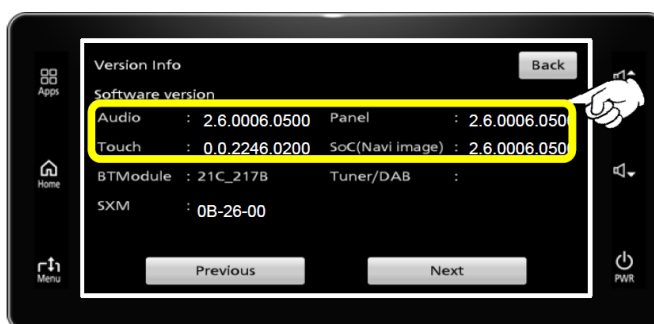 Version Info
Back
Software version
Audio : 2.6.0006.0500 Panel : 2.6.0006.0500
Touch : 0.0.2246.0200 SoC(Navi image) : 2.6.0006.0500
BTModule : 21C_217B Tuner/DAB :
SXM : 0B-26-00
Previous Next
Apps
Home
Menu
PWR